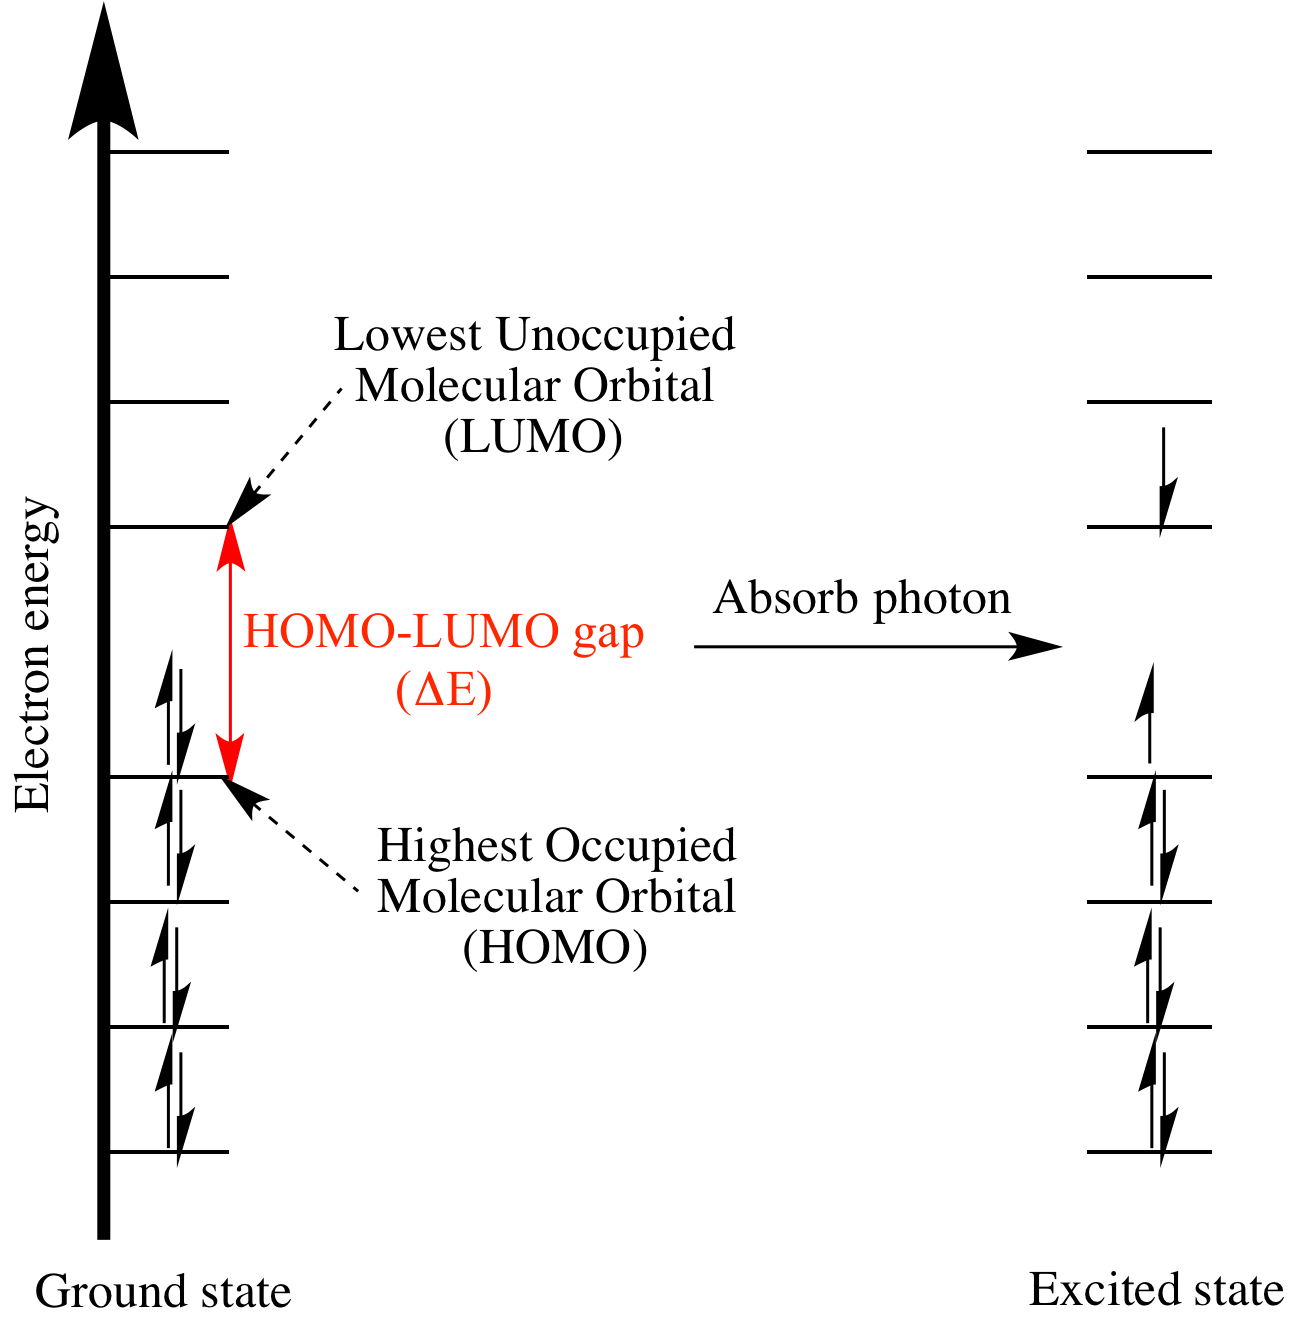 Lowest Unoccupied
Molecular Orbital
(LUMO)
Electron energy
HOMO-LUMO gap
(ΔE)
Absorb photon
Highest Occupied
Molecular Orbital
(HOMO)
Ground state
Excited state